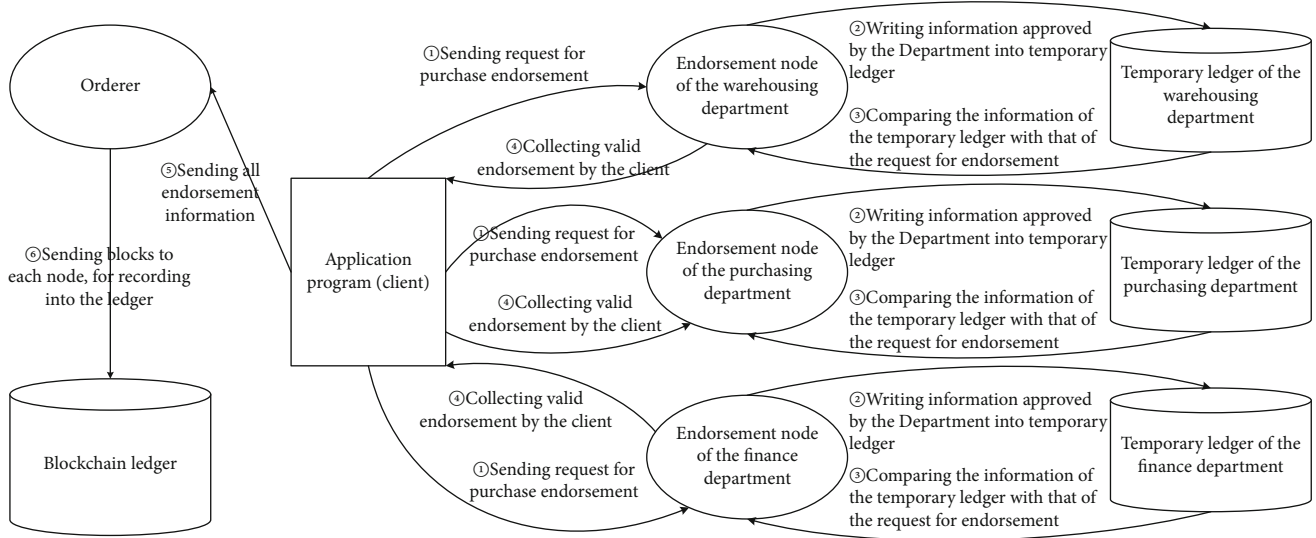 Orderer
⑤Sending all
endorsement
information
⑥Sending blocks to
each node, for recording
into the ledger
Blockchain ledger
Application
program (client)
①Sending request for
purchase endorsement
④Collecting valid
endorsement by the client
Endorsement node
of the warehousing
department
②Writing information approved
by the Department into temporary
ledger
③Comparing the information of
the temporary ledger with that of
the request for endorsement
Temporary ledger of the
warehousing
department
①Sending request for
purchase endorsement
④Collecting valid
endorsement by the client
Endorsement node
of the purchasing
department
②Writing information approved
by the Department into temporary
ledger
③Comparing the information of
the temporary ledger with that of
the request for endorsement
Temporary ledger of
the purchasing department
④Collecting valid
endorsement by the client
①Sending request for
purchase endorsement
Endorsement node
of the finance
department
②Writing information approved
by the Department into temporary
ledger
③Comparing the information of
the temporary ledger with that of
the request for endorsement
Temporary ledger of
the finance department